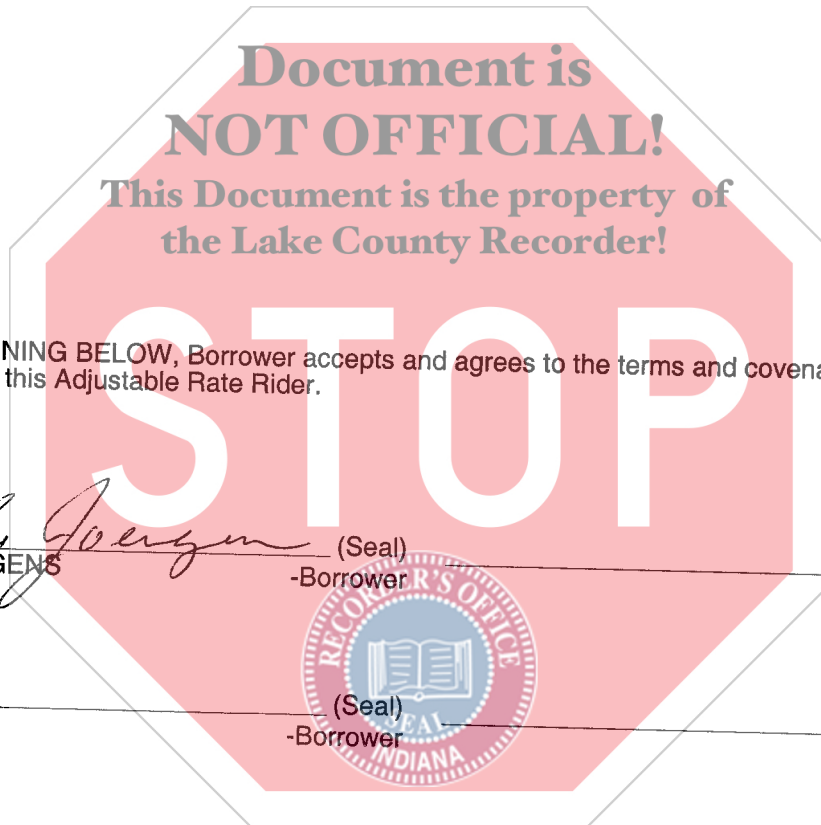 Document is
NOT OFFICIAL!
This Document is the property of
the Lake County Recorder!
STOP
NING BELOW, Borrower accepts and agrees to the terms and covena
this Adjustable Rate Rider.
Joergens (Seal)
GENS -Borrower
RECORDER'S OFFICE
(Seal)
SEAL
-Borrower
INDIANA